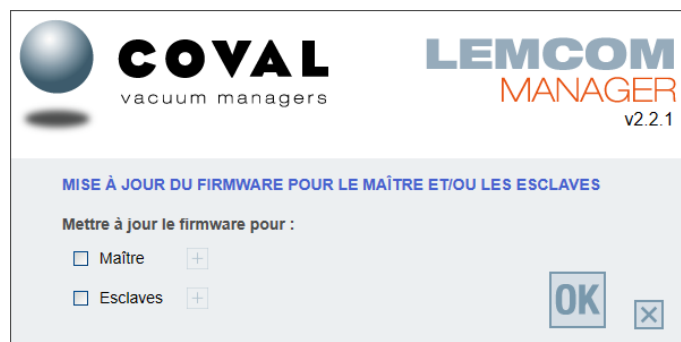 COVAL
vacuum managers
LEMCOM
MANAGER
v2.2.1
MISE À JOUR DU FIRMWARE POUR LE MAÎTRE ET/OU LES ESCLAVES
Mettre à jour le firmware pour :
Maître
Esclaves
OK